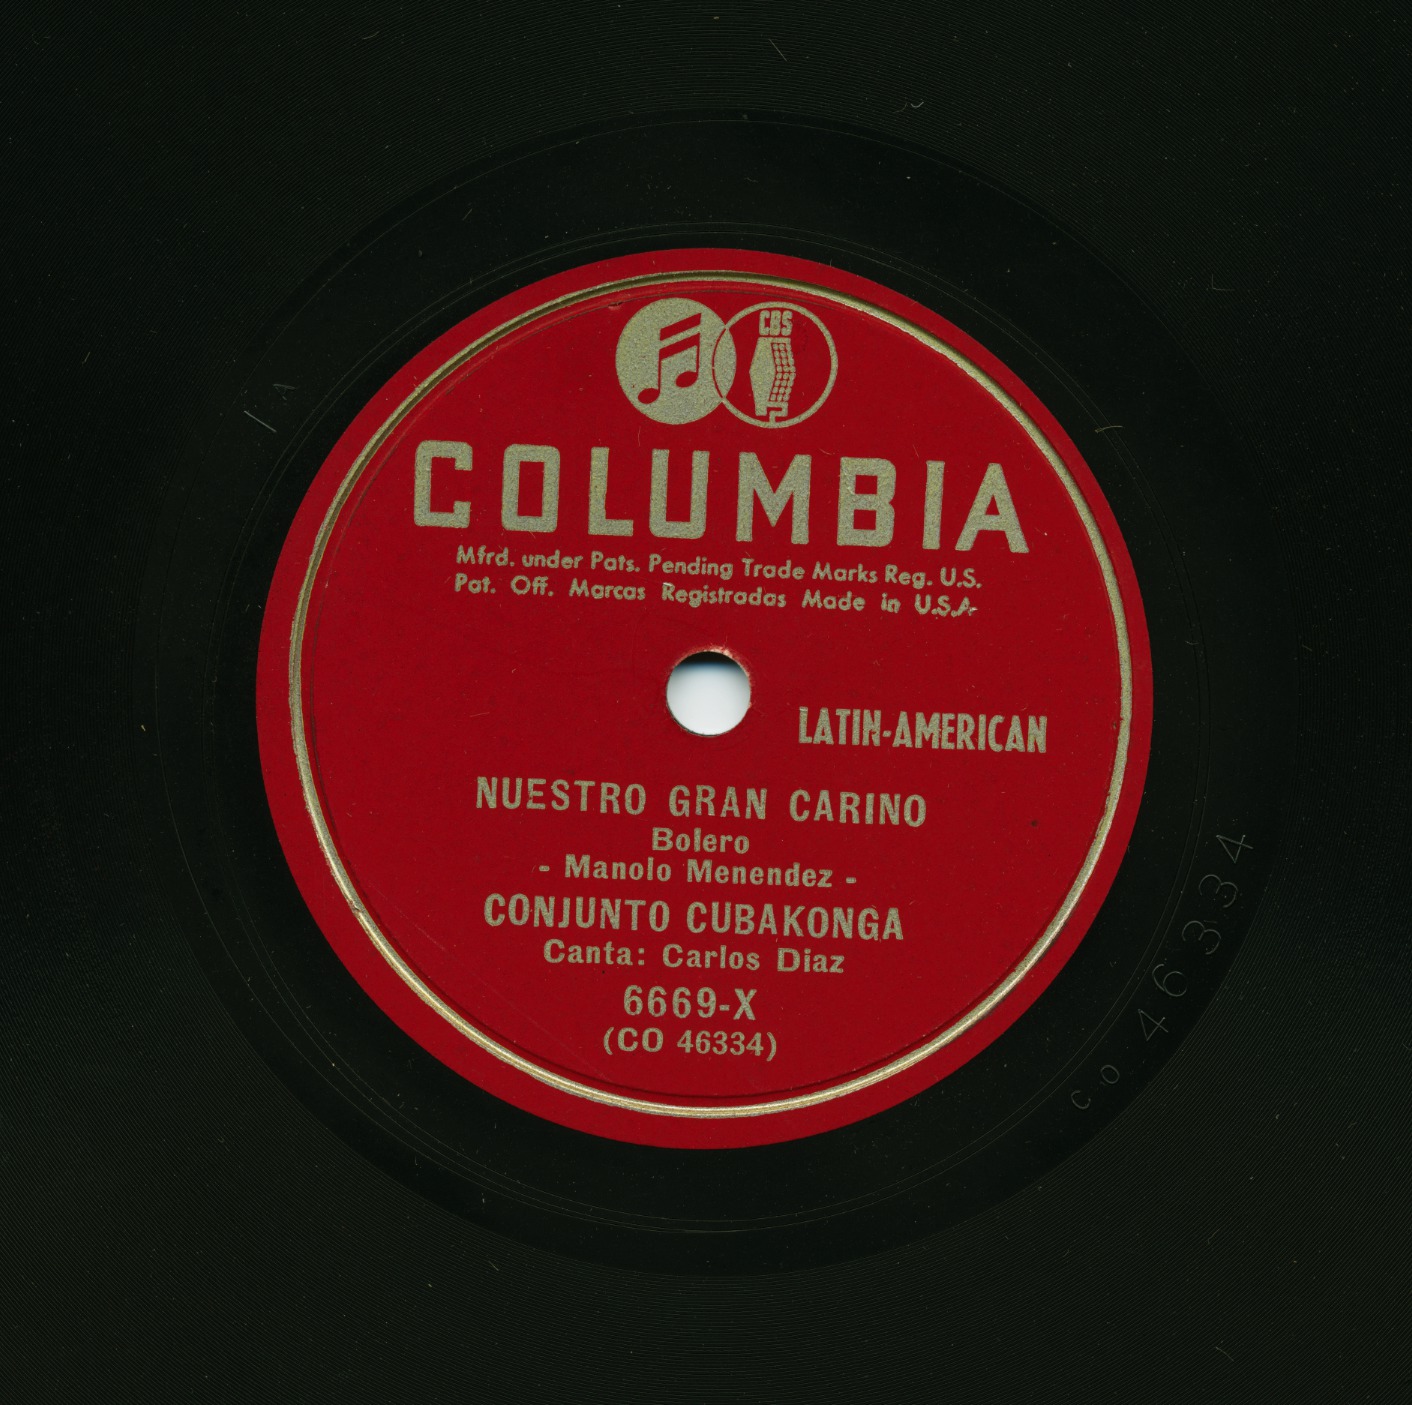 CBS
COLUMBIA
Mfrd. under Pats. Pending Trade Marks Reg. U.S.
Pat. Off. Marcas Registradas Made in U.S.A.
LATIN-AMERICAN
NUESTRO GRAN CARINO
Bolero
- Manolo Menendez -
CONJUNTO CUBAKONGA
Canta: Carlos Diaz
6669-X
(CO 46334)
CO 46334
A